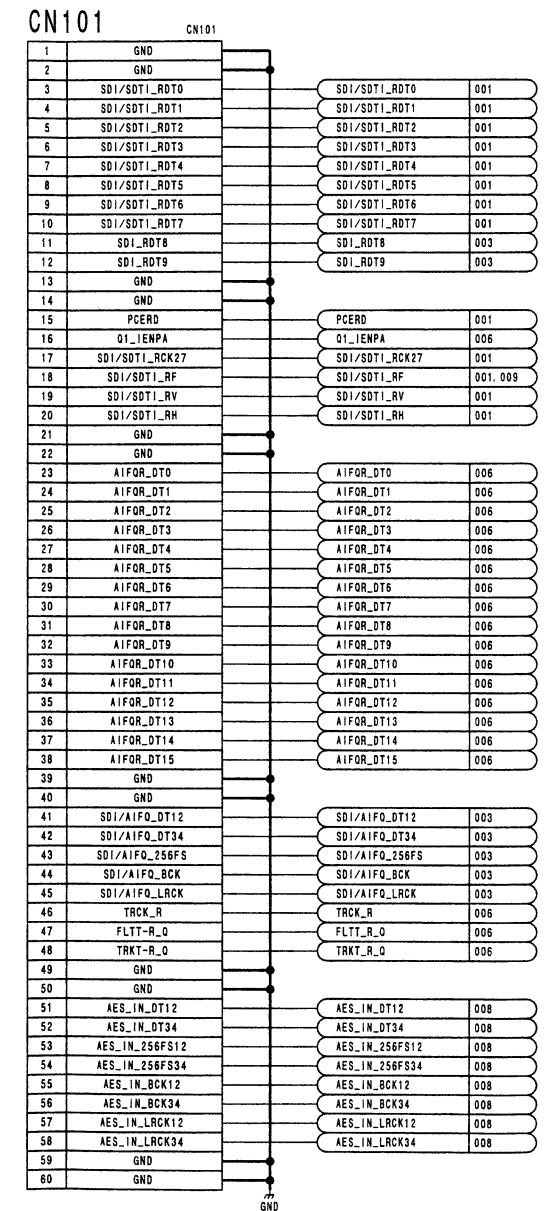 CN101 CN101
1 GND
2 GND
3 SDI/SDTI_RDT0 SDI/SDTI_RDT0 001
4 SDI/SDTI_RDT1 SDI/SDTI_RDT1 001
5 SDI/SDTI_RDT2 SDI/SDTI_RDT2 001
6 SDI/SDTI_RDT3 SDI/SDTI_RDT3 001
7 SDI/SDTI_RDT4 SDI/SDTI_RDT4 001
8 SDI/SDTI_RDT5 SDI/SDTI_RDT5 001
9 SDI/SDTI_RDT6 SDI/SDTI_RDT6 001
10 SDI/SDTI_RDT7 SDI/SDTI_RDT7 001
11 SDI_RDT8 SDI_RDT8 003
12 SDI_RDT9 SDI_RDT9 003
13 GND
14 GND
15 PCERD PCERD 001
16 Q1_IENPA Q1_IENPA 006
17 SDI/SDTI_RCK27 SDI/SDTI_RCK27 001
18 SDI/SDTI_RF SDI/SDTI_RF 001.009
19 SDI/SDTI_RV SDI/SDTI_RV 001
20 SDI/SDTI_RH SDI/SDTI_RH 001
21 GND
22 GND
23 AIFQR_DT0 AIFQR_DT0 006
24 AIFQR_DT1 AIFQR_DT1 006
25 AIFQR_DT2 AIFQR_DT2 006
26 AIFQR_DT3 AIFQR_DT3 006
27 AIFQR_DT4 AIFQR_DT4 006
28 AIFQR_DT5 AIFQR_DT5 006
29 AIFQR_DT6 AIFQR_DT6 006
30 AIFQR_DT7 AIFQR_DT7 006
31 AIFQR_DT8 AIFQR_DT8 006
32 AIFQR_DT9 AIFQR_DT9 006
33 AIFQR_DT10 AIFQR_DT10 006
34 AIFQR_DT11 AIFQR_DT11 006
35 AIFQR_DT12 AIFQR_DT12 006
36 AIFQR_DT13 AIFQR_DT13 006
37 AIFQR_DT14 AIFQR_DT14 006
38 AIFQR_DT15 AIFQR_DT15 006
39 GND
40 GND
41 SDI/AIFQ_DT12 SDI/AIFQ_DT12 003
42 SDI/AIFQ_DT34 SDI/AIFQ_DT34 003
43 SDI/AIFQ_256FS SDI/AIFQ_256FS 003
44 SDI/AIFQ_BCK SDI/AIFQ_BCK 003
45 SDI/AIFQ_LRCK SDI/AIFQ_LRCK 003
46 TRCK_R TRCK_R 006
47 FLTT-R_Q FLTT_R_Q 006
48 TRKT-R_Q TRKT_R_Q 006
49 GND
50 GND
51 AES_IN_DT12 AES_IN_DT12 008
52 AES_IN_DT34 AES_IN_DT34 008
53 AES_IN_256FS12 AES_IN_256FS12 008
54 AES_IN_256FS34 AES_IN_256FS34 008
55 AES_IN_BCK12 AES_IN_BCK12 008
56 AES_IN_BCK34 AES_IN_BCK34 008
57 AES_IN_LRCK12 AES_IN_LRCK12 008
58 AES_IN_LRCK34 AES_IN_LRCK34 008
59 GND
60 GND
GND